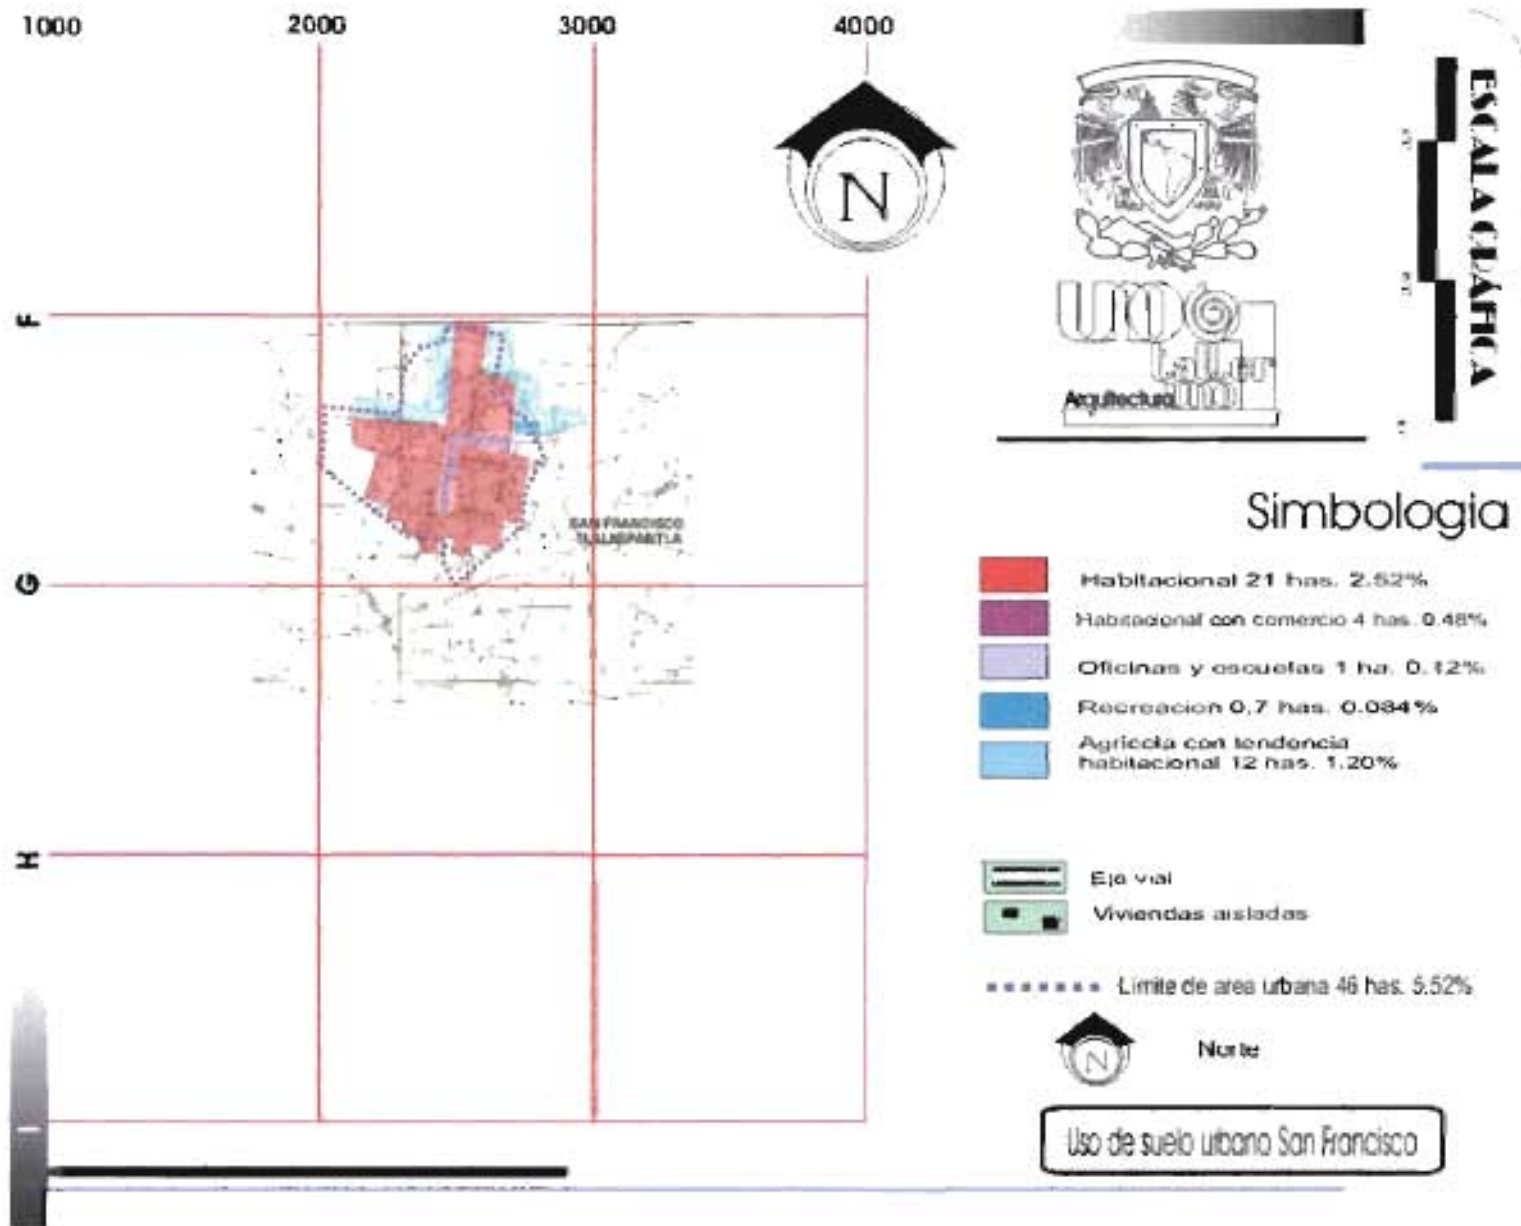 1000 2000 3000 4000
N
ESCALA GRÁFICA
Arquitectura
F
SAN FRANCISCO
G
Simbologia
Habitacional 21 has. 2.52%
Habitacional con comercio 4 has. 0.48%
Oficinas y escuelas 1 ha. 0.12%
Recreacion 0.7 has. 0.084%
Agricola con tendencia
habitacional 12 has. 1.20%
H
Eje vial
Viviendas aisladas
Limite de area urbana 46 has. 5.52%
N
Norte
I
Uso de suelo urbano San Francisco